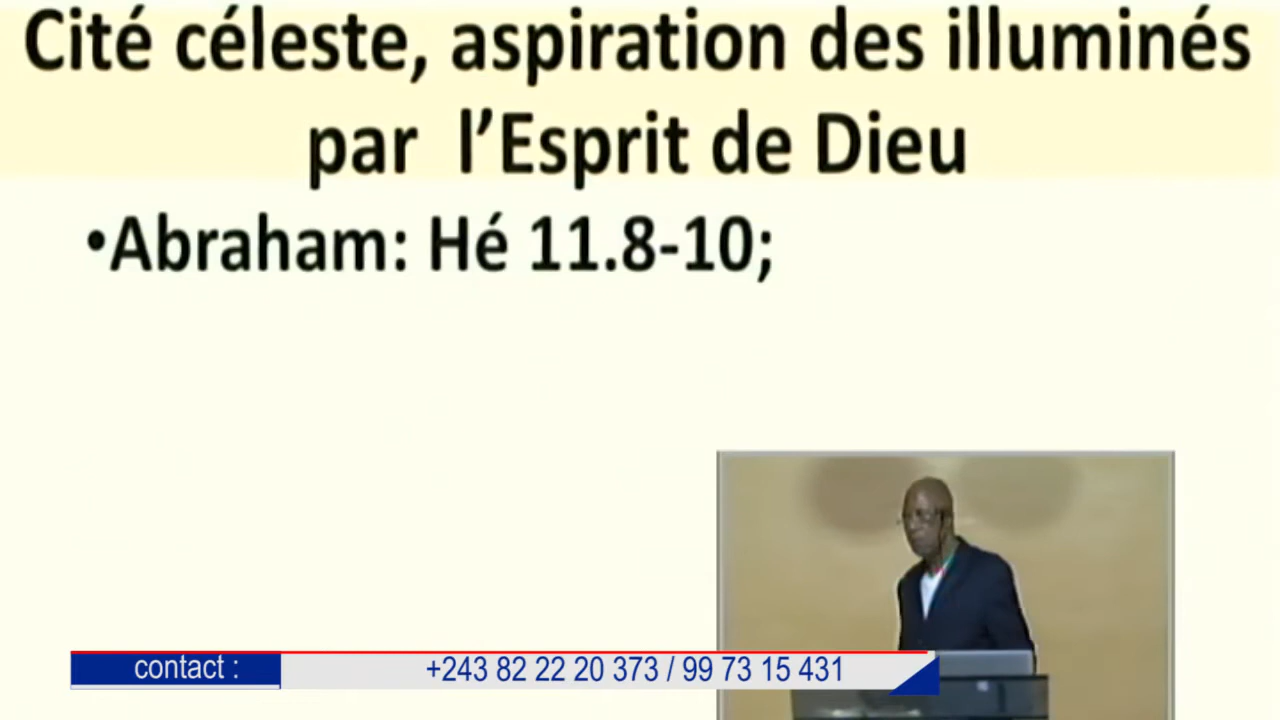 Cité céleste, aspiration des illuminés
par l’Esprit de Dieu
•Abraham: Hé 11.8-10;
contact : +243 82 22 20 373 / 99 73 15 431